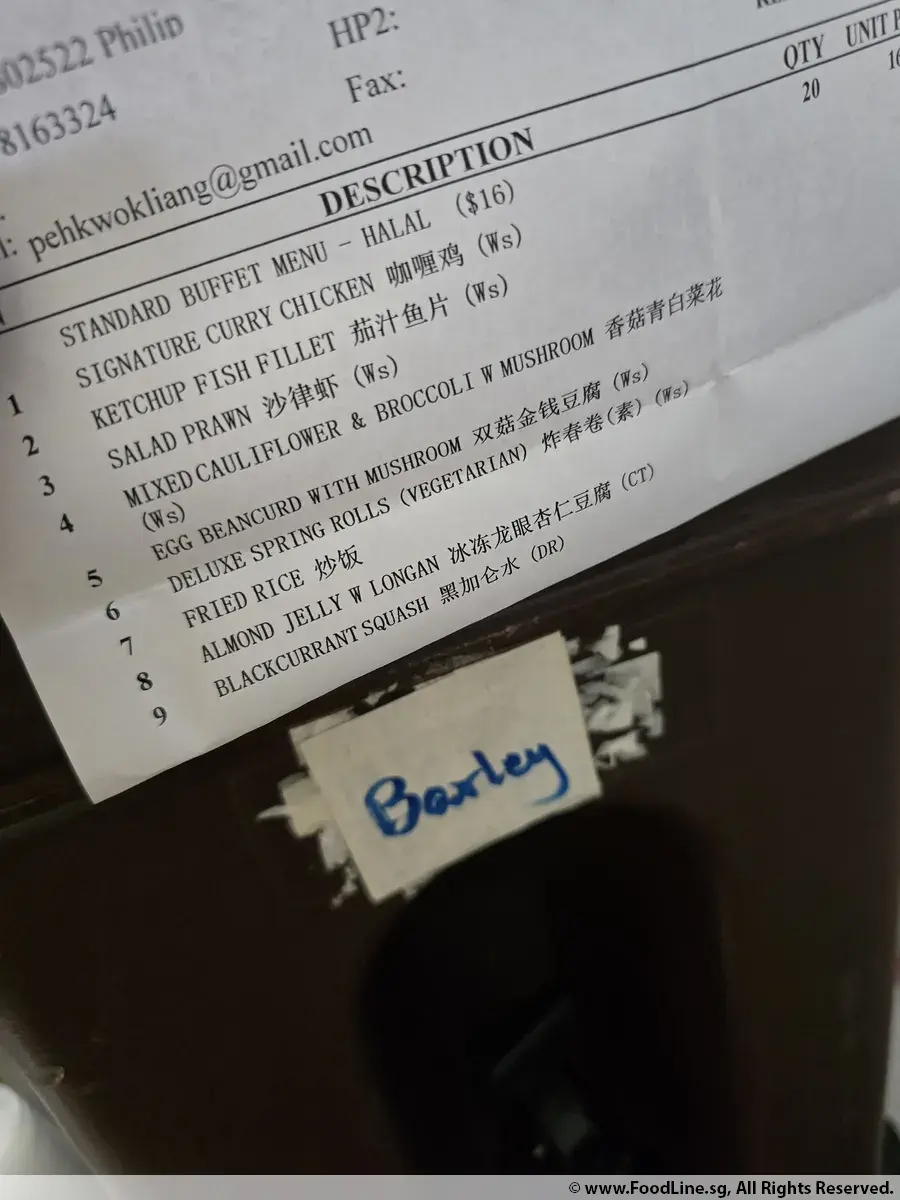 02522 Philip
HP2:
8163324
Fax:
pehkwokliang@gmail.com
DESCRIPTION
QTY
UNIT
STANDARD BUFFET MENU - HALAL ($16)
20
1 SIGNATURE CURRY CHICKEN 咖喱鸡 (Ws)
2 KETCHUP FISH FILLET 茄汁鱼片 (Ws)
3 SALAD PRAWN 沙律虾 (Ws)
4 MIXED CAULIFLOWER & BROCCOLI W MUSHROOM 香菇青白菜花
(Ws)
5 EGG BEANCURD WITH MUSHROOM 双菇金钱豆腐 (Ws)
6 DELUXE SPRING ROLLS (VEGETARIAN) 炸春卷(素) (Ws)
7 FRIED RICE 炒饭
8 ALMOND JELLY W LONGAN 冰冻龙眼杏仁豆腐 (CT)
9 BLACKCURRANT SQUASH 黑加仑水 (DR)
Barley
© www.FoodLine.sg, All Rights Reserved.